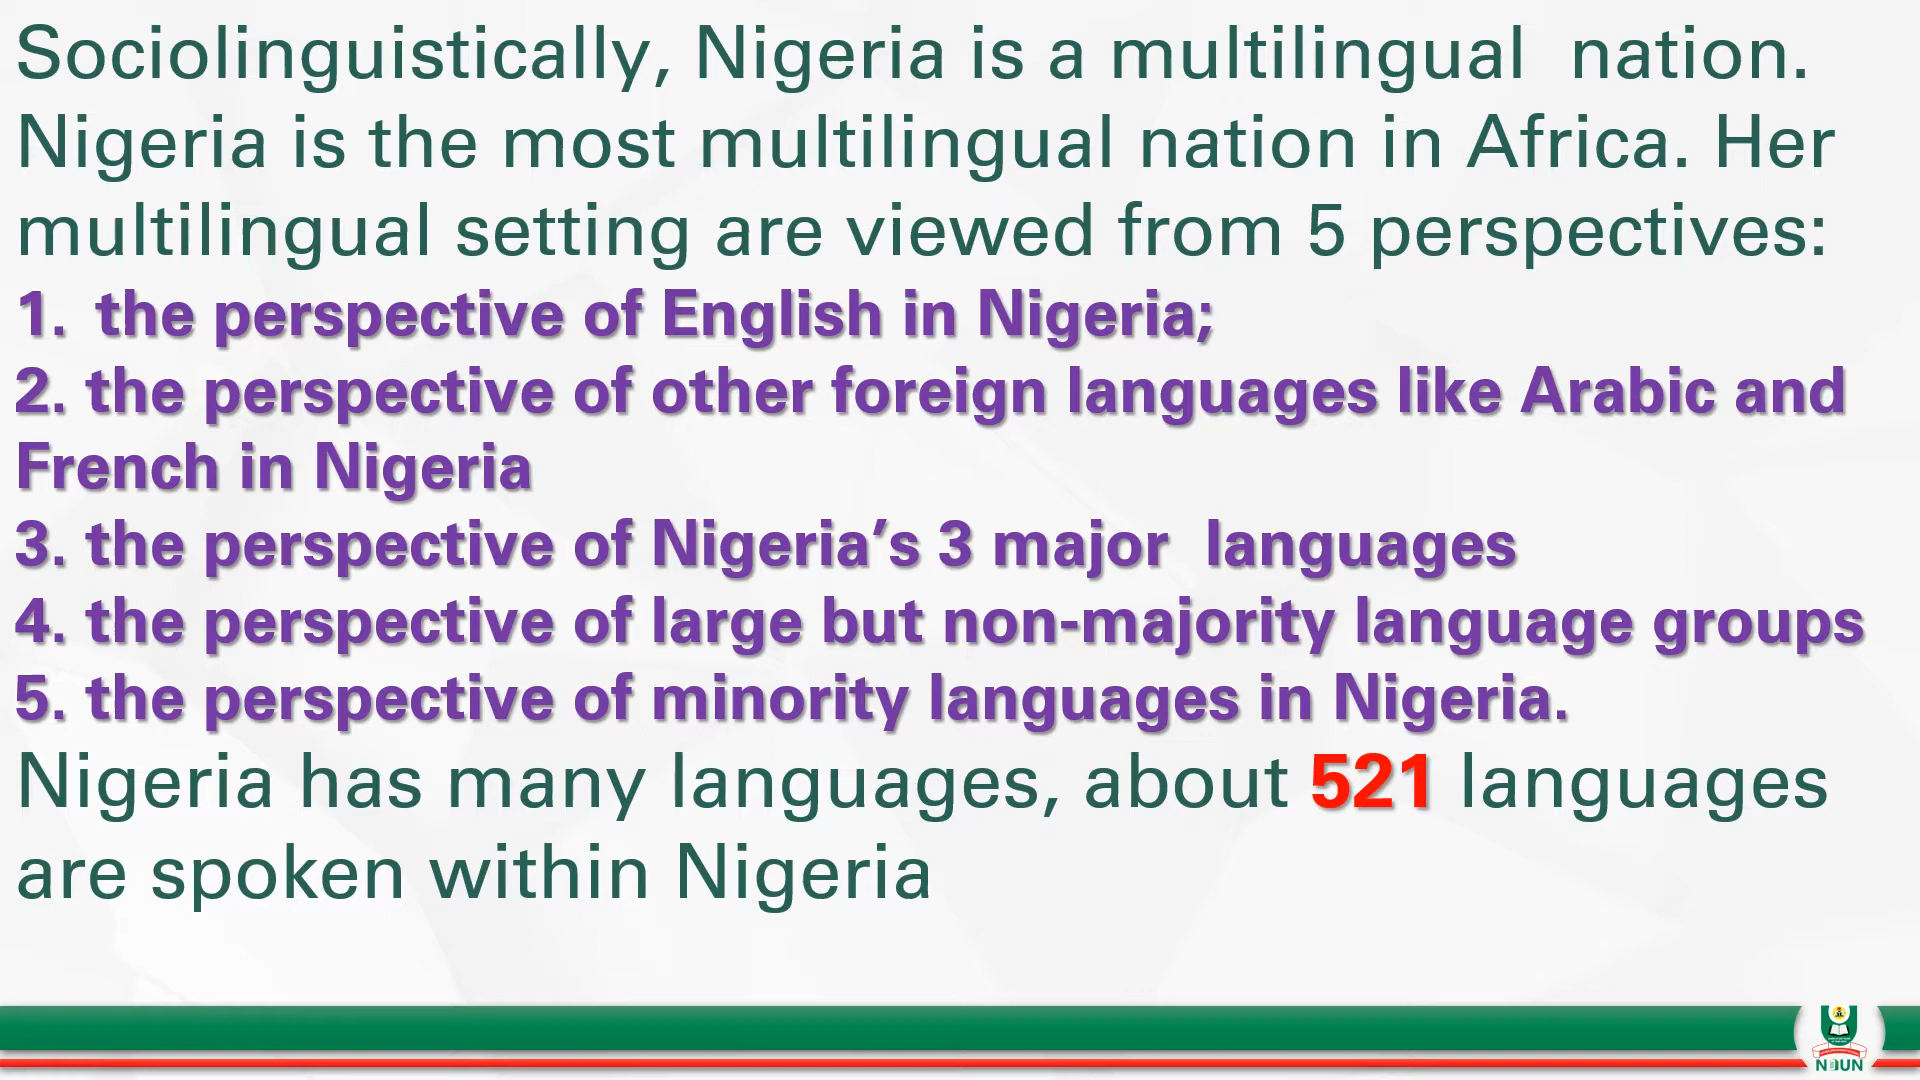 Sociolinguistically, Nigeria is a multilingual  nation.
Nigeria is the most multilingual nation in Africa. Her
multilingual setting are viewed from 5 perspectives:
1.  the perspective of English in Nigeria;
2. the perspective of other foreign languages like Arabic and
French in Nigeria
3. the perspective of Nigeria’s 3 major  languages
4. the perspective of large but non-majority language groups
5. the perspective of minority languages in Nigeria.
Nigeria has many languages, about 521 languages
are spoken within Nigeria
NOUN